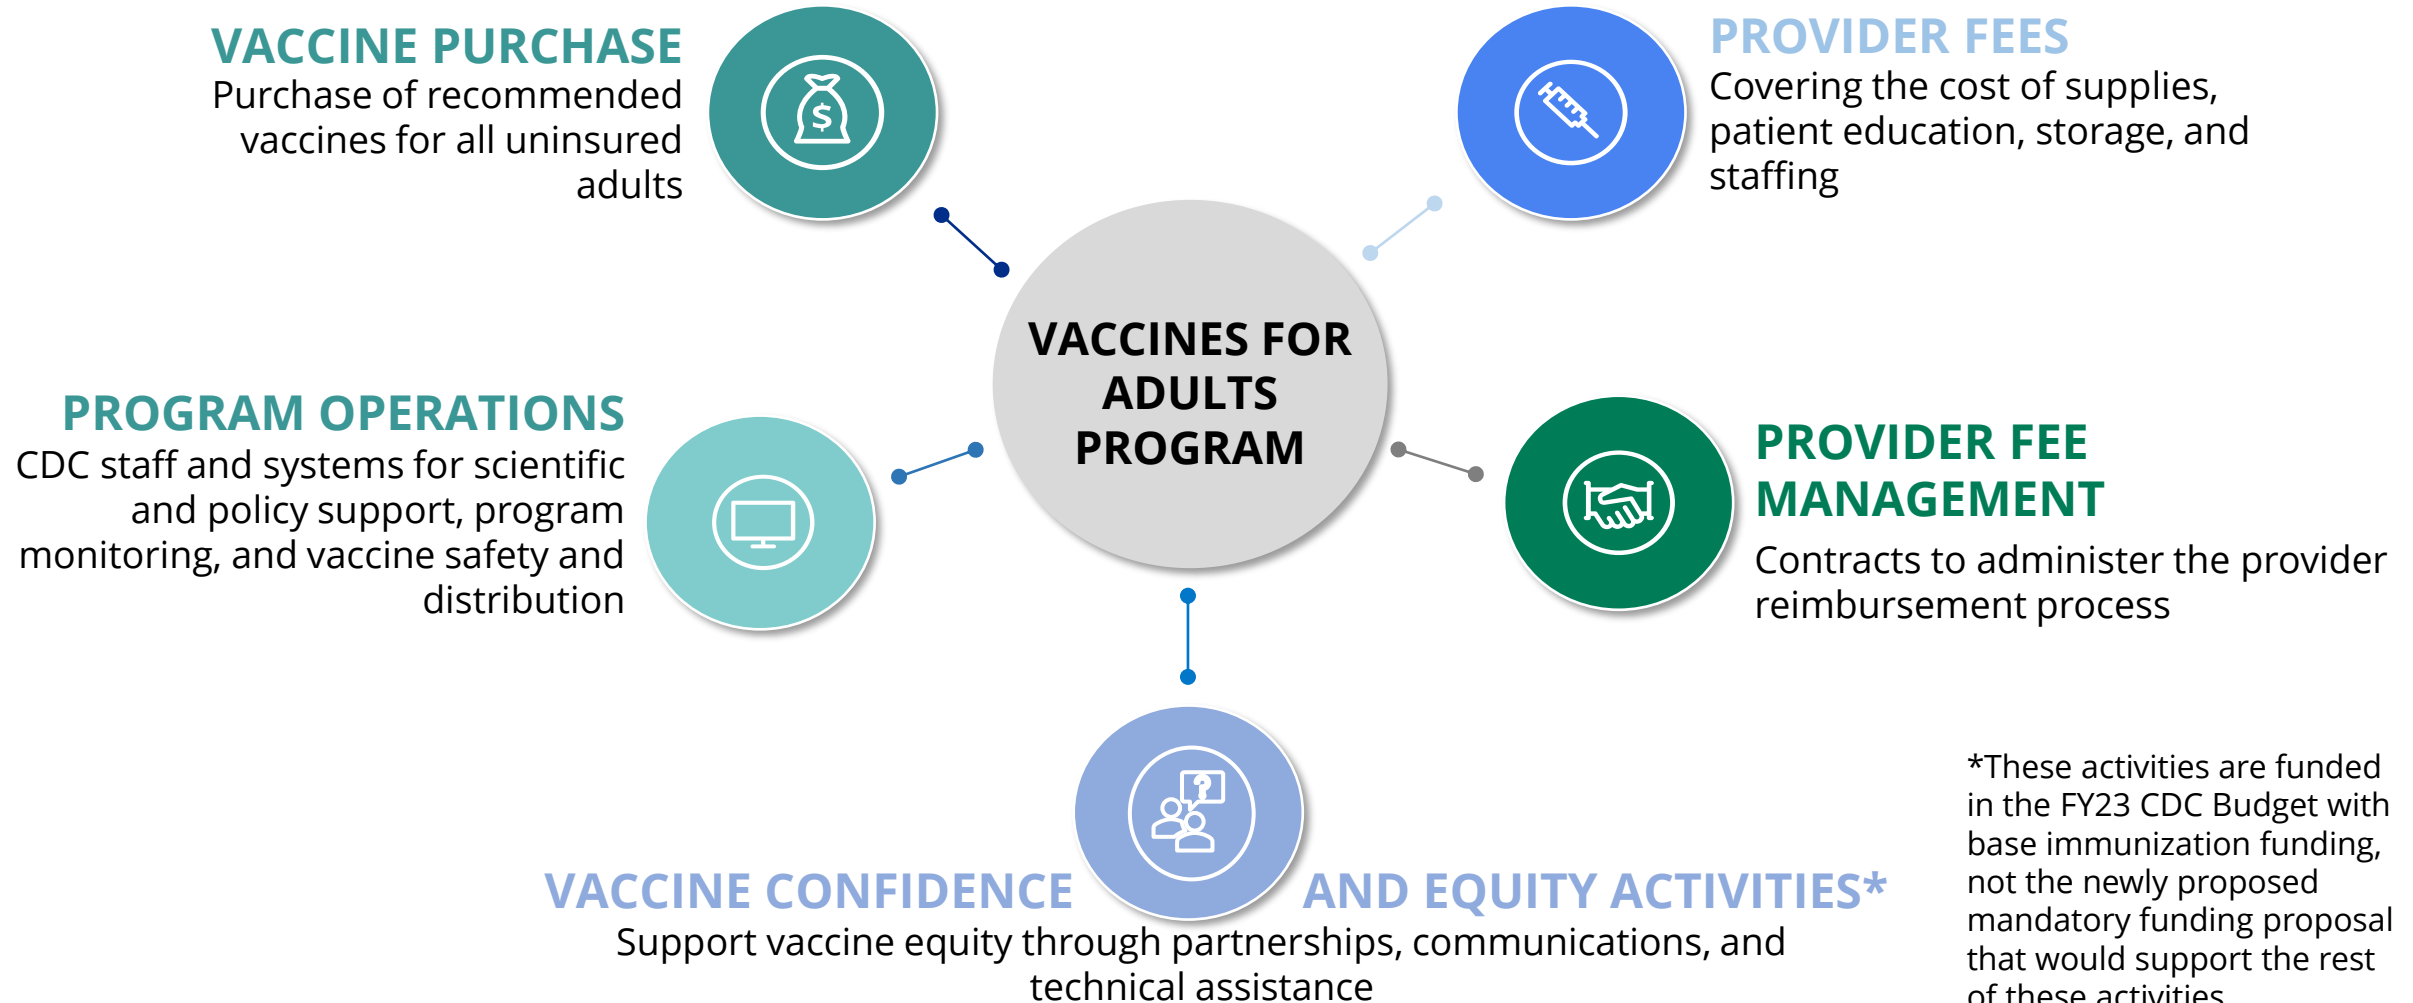 VACCINE PURCHASE
Purchase of recommended
vaccines for all uninsured
adults
$
PROVIDER FEES
Covering the cost of supplies,
patient education, storage, and
staffing
VACCINES FOR
ADULTS
PROGRAM
PROGRAM OPERATIONS
CDC staff and systems for scientific
and policy support, program
monitoring, and vaccine safety and
distribution
PROVIDER FEE
MANAGEMENT
Contracts to administer the provider
reimbursement process
?
VACCINE CONFIDENCE AND EQUITY ACTIVITIES*
Support vaccine equity through partnerships, communications, and
technical assistance
*These activities are funded
in the FY23 CDC Budget with
base immunization funding,
not the newly proposed
mandatory funding proposal
that would support the rest
of these activities